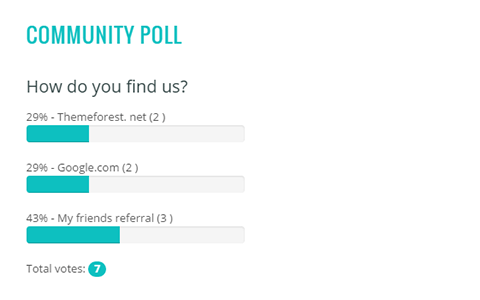 COMMUNITY POLL
How do you find us?
29% - Themeforest. net (2 )
29% - Google.com (2 )
43% - My friends referral (3 )
Total votes: 7